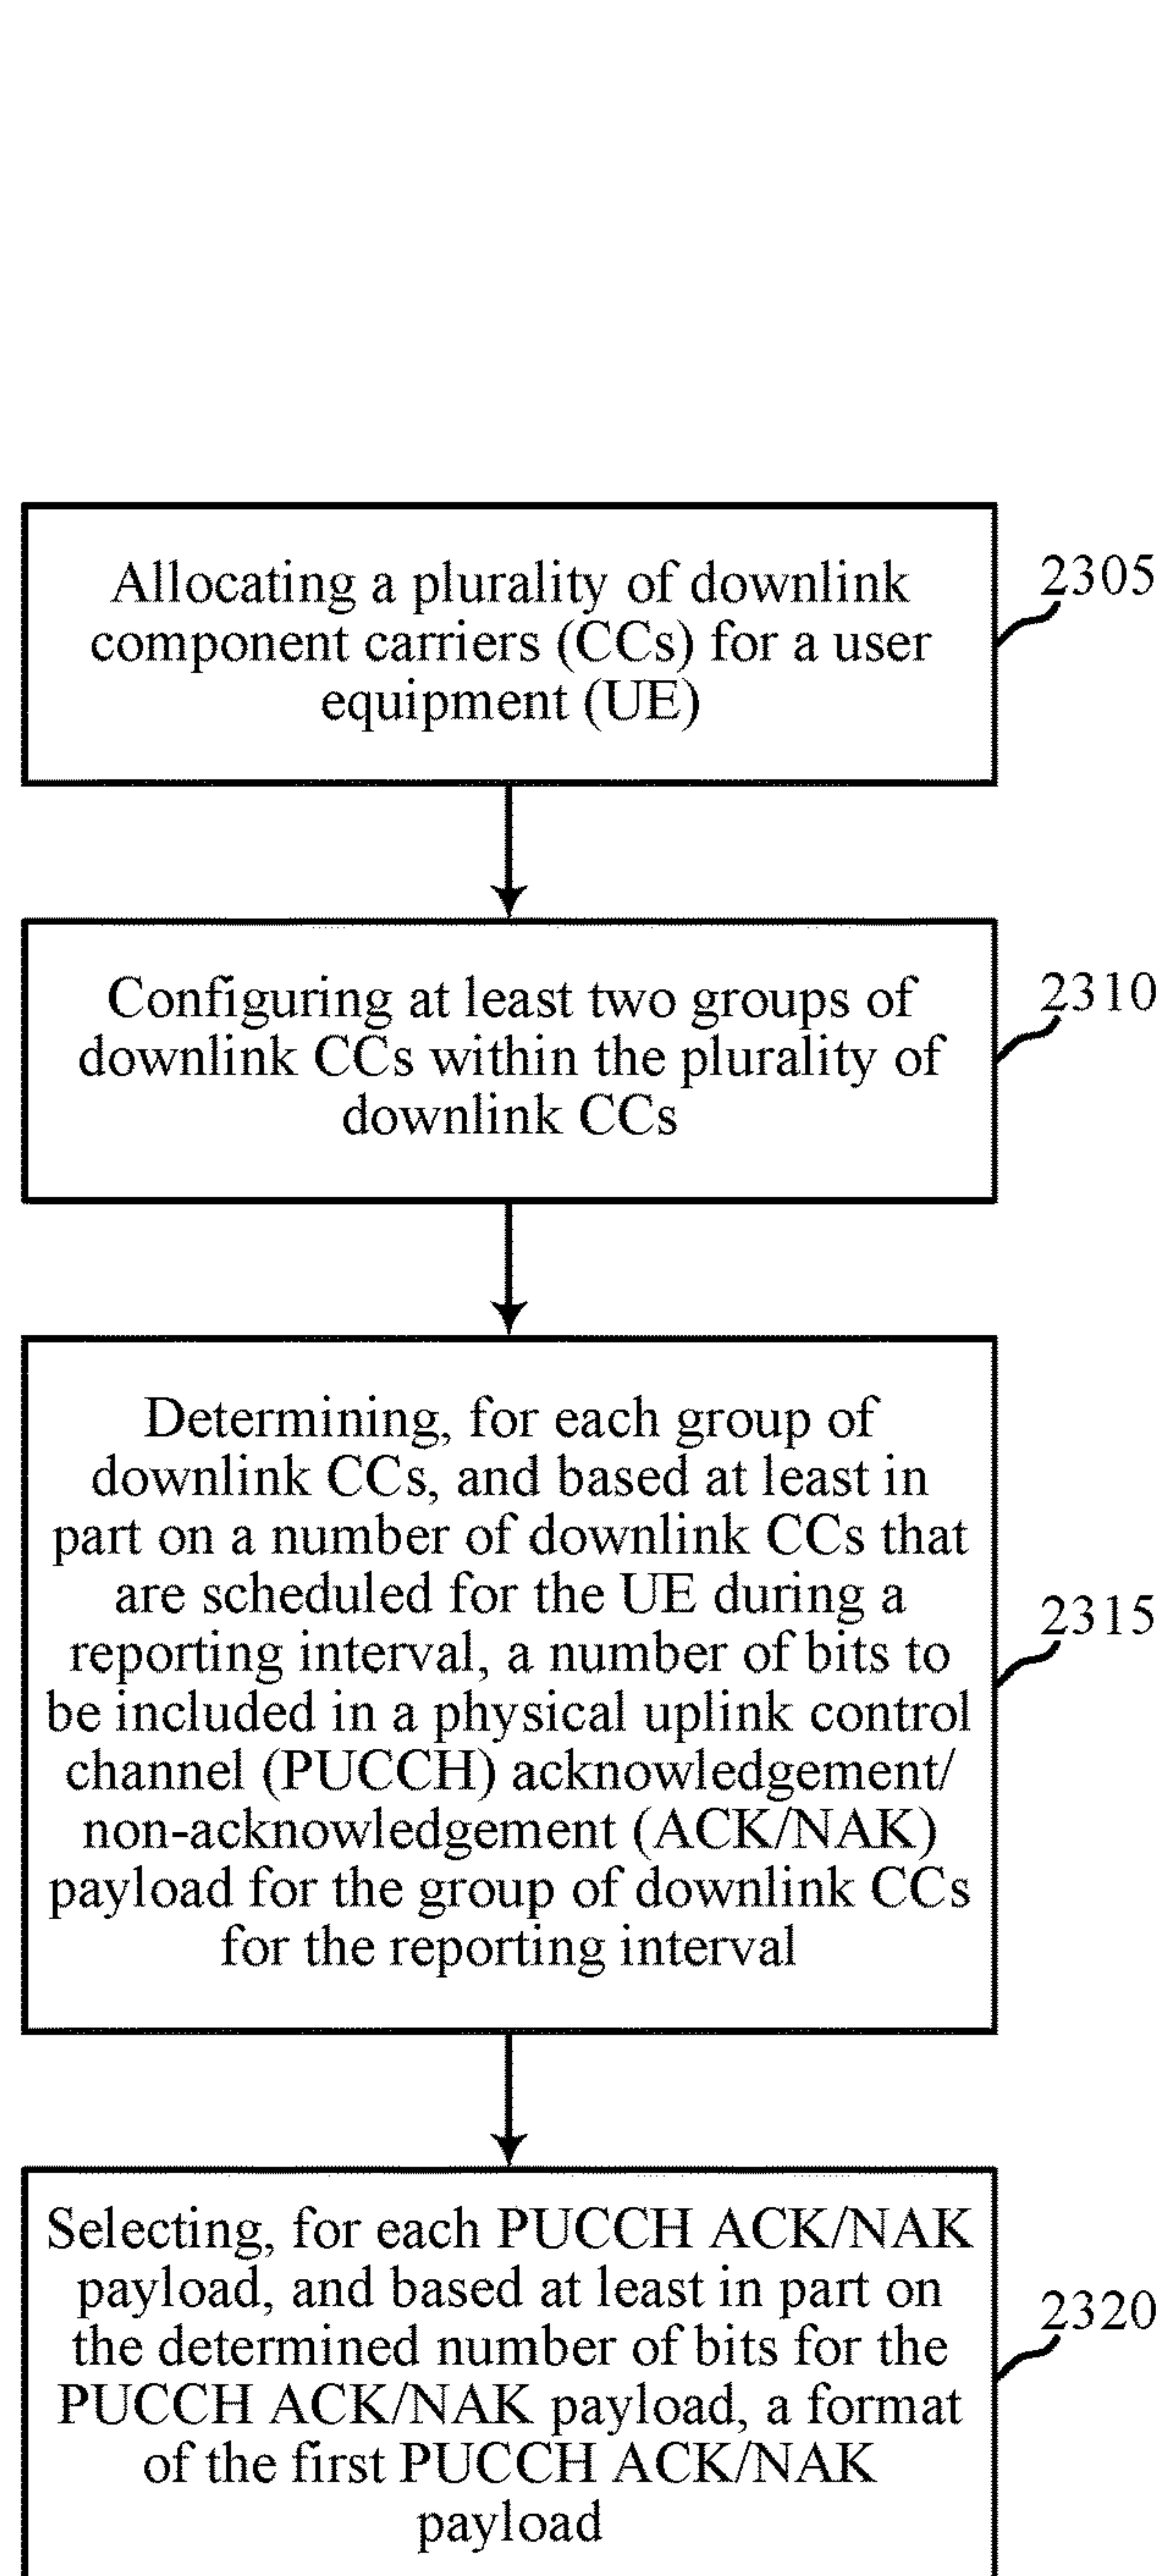 Allocating a plurality of downlink
component carriers (CCs) for a user
equipment (UE)
2305
Configuring at least two groups of
downlink CCs within the plurality of
downlink CCs
2310
Determining, for each group of
downlink CCs, and based at least in
part on a number of downlink CCs that
are scheduled for the UE during a
reporting interval, a number of bits to
be included in a physical uplink control
channel (PUCCH) acknowledgement/
non-acknowledgement (ACK/NAK)
payload for the group of downlink CCs
for the reporting interval
2315
Selecting, for each PUCCH ACK/NAK
payload, and based at least in part on
the determined number of bits for the
PUCCH ACK/NAK payload, a format
of the first PUCCH ACK/NAK
payload
2320